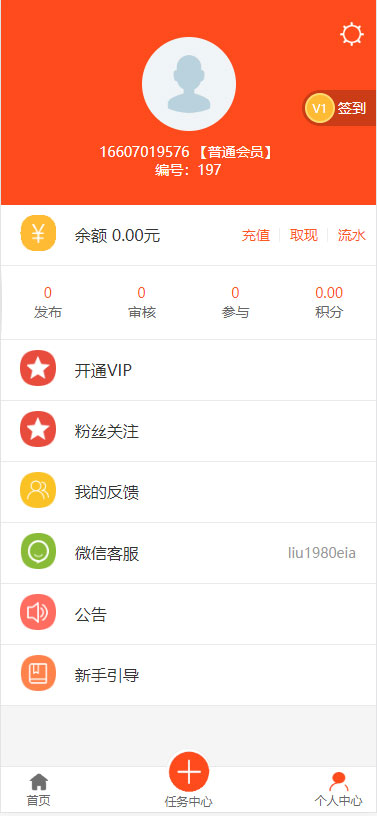 V1 签到
16607019576 【普通会员】
编号：197
¥ 余额 0.00元 充值 取现 流水
0 0 0 0.00
发布 审核 参与 积分
开通VIP
粉丝关注
我的反馈
微信客服 liu1980eia
公告
新手引导
首页 任务中心 个人中心